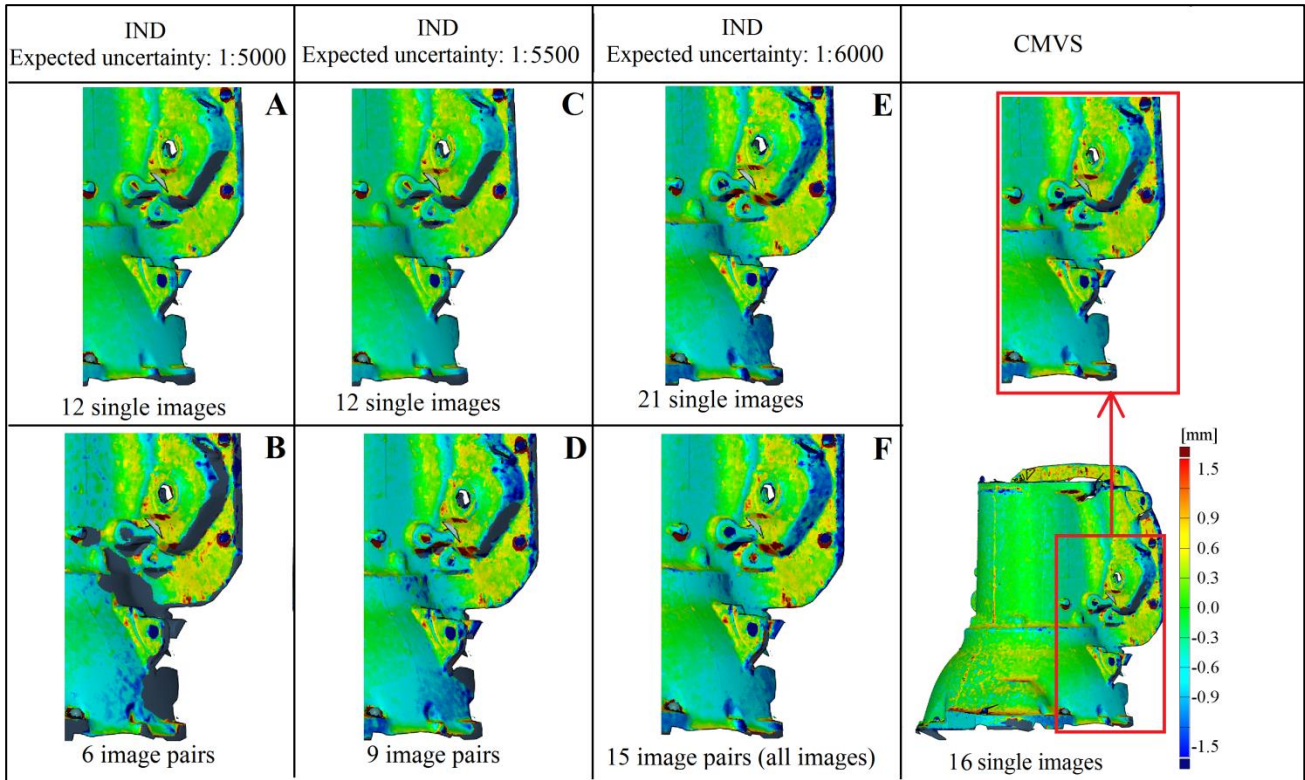 IND
Expected uncertainty: 1:5000
IND
Expected uncertainty: 1:5500
IND
Expected uncertainty: 1:6000
CMVS
A
12 single images
C
12 single images
E
21 single images
B
6 image pairs
D
9 image pairs
F
15 image pairs (all images)
16 single images
[mm]
1.5
0.9
0.6
0.3
0.0
-0.3
-0.6
-0.9
-1.5